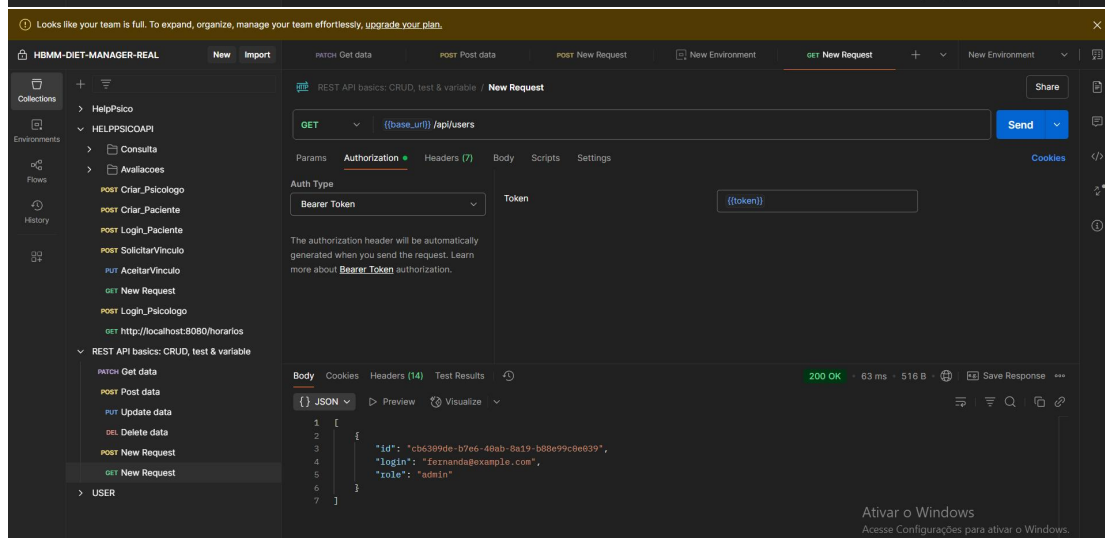 Looks like your team is full. To expand, organize, manage your team effortlessly, upgrade your plan.
HBMM-DIET-MANAGER-REAL New Import
PATCH Get data POST Post data POST New Request New Environment GET New Request New Environment
Collections
Environments
Flows
History
HelpPsico
HELPPSICOAPI
Consulta
Avaliacoes
POST Criar_Psicologo
POST Criar_Paciente
POST Login_Paciente
POST SolicitarVinculo
PUT AceitarVinculo
GET New Request
POST Login_Psicologo
GET http://localhost:8080/horarios
REST API basics: CRUD, test & variable
PATCH Get data
POST Post data
PUT Update data
DEL Delete data
POST New Request
GET New Request
USER
HTTP REST API basics: CRUD, test & variable / New Request Share
GET {{base_url}} /api/users Send
Params Authorization Headers (7) Body Scripts Settings Cookies
Auth Type
Bearer Token
Token {{token}}
The authorization header will be automatically
generated when you send the request. Learn
more about Bearer Token authorization.
Body Cookies Headers (14) Test Results 200 OK 63 ms 516 B Save Response
{} JSON Preview Visualize
1 [
2 {
3 "id": "cb6309de-b7e6-40ab-8a19-b88e99c0e039",
4 "login": "fernanda@example.com",
5 "role": "admin"
6 }
7 ]
Ativar o Windows
Acesse Configurações para ativar o Windows.